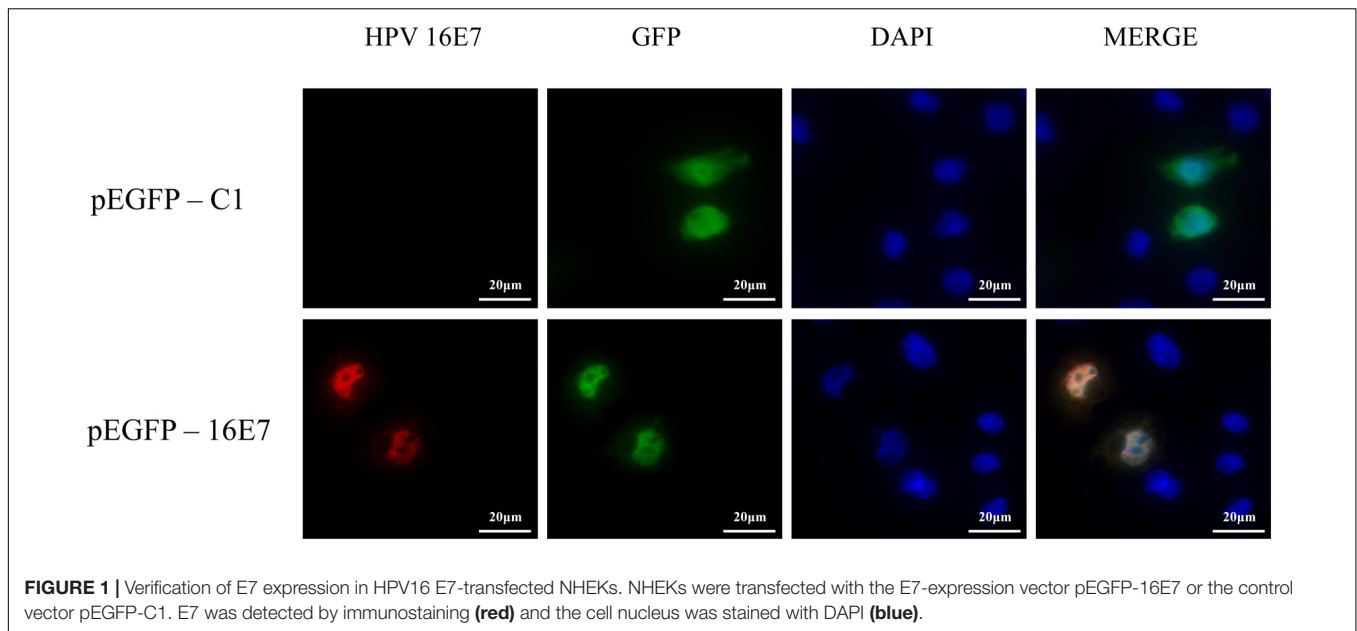 HPV 16E7 GFP DAPI MERGE
pEGFP – C1
20μm 20μm 20μm 20μm
pEGFP – 16E7
20μm 20μm 20μm 20μm
FIGURE 1 | Verification of E7 expression in HPV16 E7-transfected NHEKs. NHEKs were transfected with the E7-expression vector pEGFP-16E7 or the control
vector pEGFP-C1. E7 was detected by immunostaining (red) and the cell nucleus was stained with DAPI (blue).